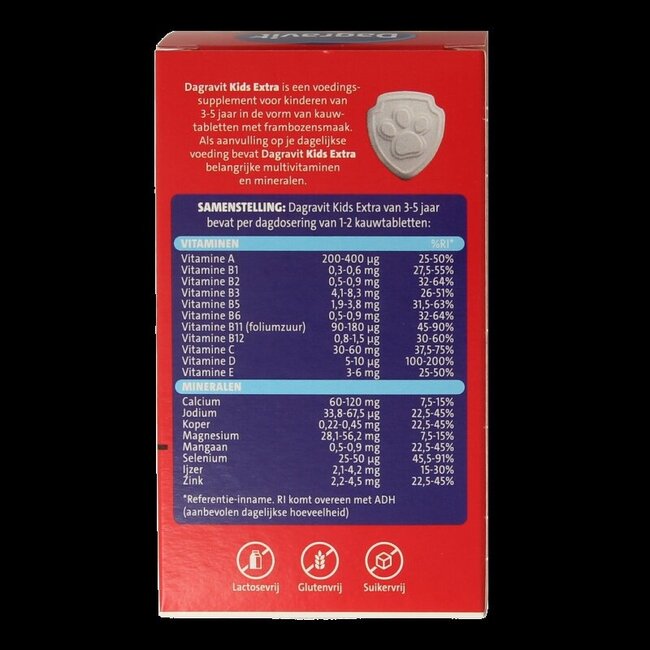 Dagravit
Dagravit Kids Extra is een voedings-
supplement voor kinderen van
3-5 jaar in de vorm van kauw-
tabletten met frambozensmaak.
Als aanvulling op je dagelijkse
voeding bevat Dagravit Kids Extra
belangrijke multivitaminen
en mineralen.
SAMENSTELLING: Dagravit Kids Extra van 3-5 jaar
bevat per dagdosering van 1-2 kauwtabletten:
VITAMINEN %RI*
Vitamine A 200-400 µg 25-50%
Vitamine B1 0,3-0,6 mg 27,5-55%
Vitamine B2 0,5-0,9 mg 32-64%
Vitamine B3 4,1-8,3 mg 26-51%
Vitamine B5 1,9-3,8 mg 31,5-63%
Vitamine B6 0,5-0,9 mg 32-64%
Vitamine B11 (foliumzuur) 90-180 µg 45-90%
Vitamine B12 0,8-1,5 µg 30-60%
Vitamine C 30-60 mg 37,5-75%
Vitamine D 5-10 µg 100-200%
Vitamine E 3-6 mg 25-50%
MINERALEN
Calcium 60-120 mg 7,5-15%
Jodium 33,8-67,5 µg 22,5-45%
Koper 0,22-0,45 mg 22,5-45%
Magnesium 28,1-56,2 mg 7,5-15%
Mangaan 0,5-0,9 mg 22,5-45%
Selenium 25-50 µg 45,5-91%
Ijzer 2,1-4,2 mg 15-30%
Zink 2,2-4,5 mg 22,5-45%
*Referentie-inname. RI komt overeen met ADH
(aanbevolen dagelijkse hoeveelheid)
Lactosevrij Glutenvrij Suikervrij